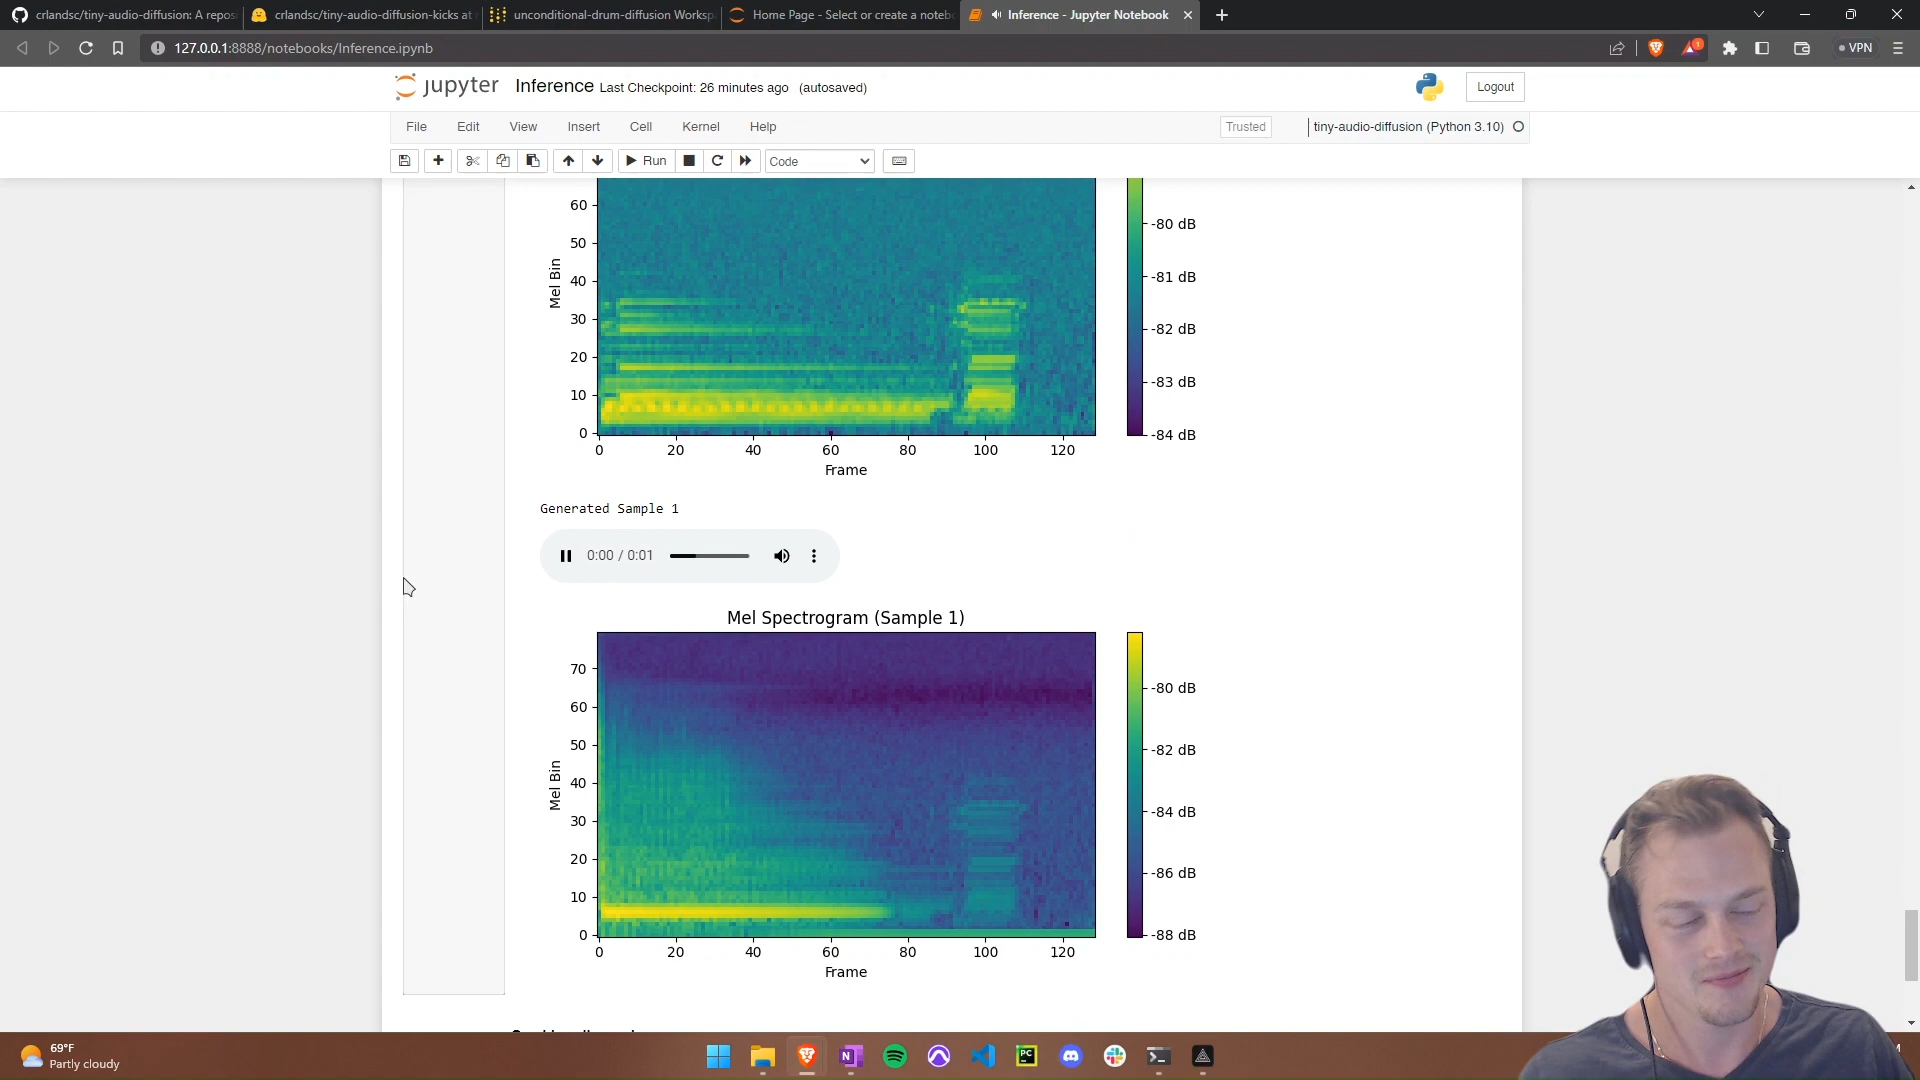 crlandsc/tiny-audio-diffusion: A repos
crlandsc/tiny-audio-diffusion-kicks at
unconditional-drum-diffusion Worksp
Home Page - Select or create a noteb
Inference - Jupyter Notebook
127.0.0.1:8888/notebooks/Inference.ipynb
1
VPN
jupyter
Inference
Last Checkpoint: 26 minutes ago
(autosaved)
Logout
File
Edit
View
Insert
Cell
Kernel
Help
Trusted
tiny-audio-diffusion (Python 3.10)
Run
Code
60
50
40
30
20
10
0
Mel Bin
0
20
40
60
80
100
120
Frame
-80 dB
-81 dB
-82 dB
-83 dB
-84 dB
Generated Sample 1
0:00 / 0:01
Mel Spectrogram (Sample 1)
70
60
50
40
30
20
10
0
Mel Bin
0
20
40
60
80
100
120
Frame
-80 dB
-82 dB
-84 dB
-86 dB
-88 dB
69°F
Partly cloudy
N
PC